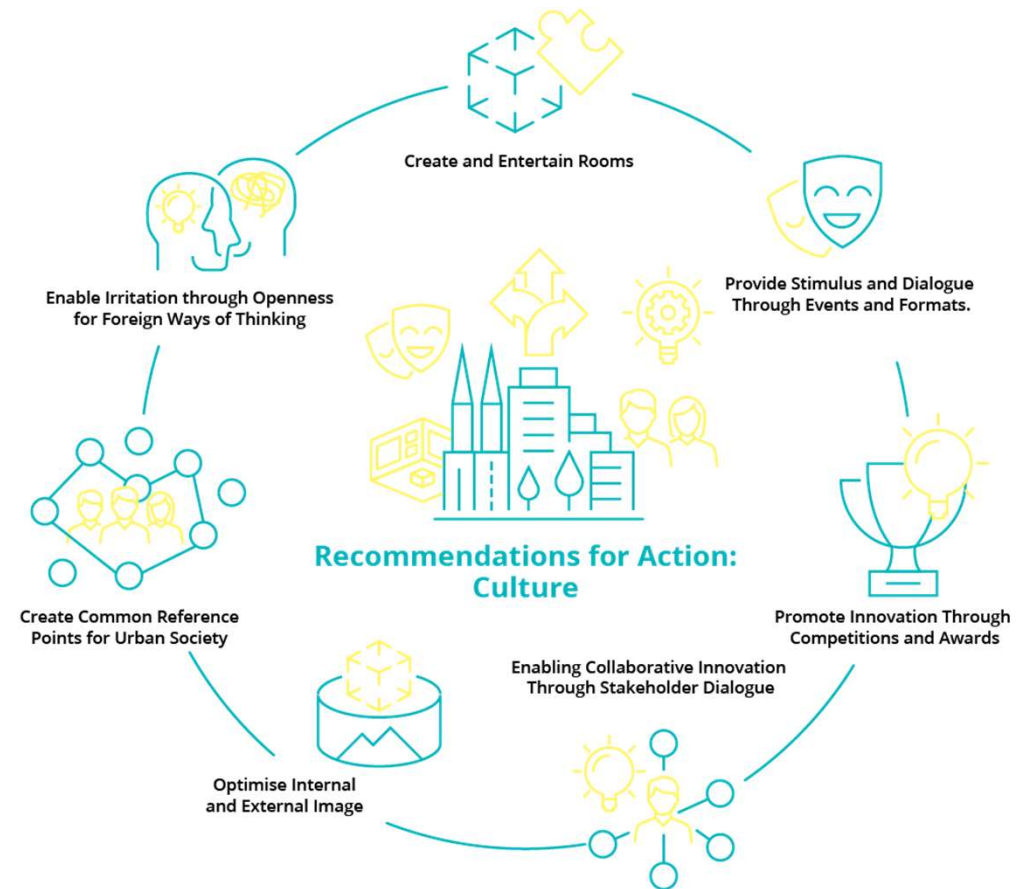 Create and Entertain Rooms
Provide Stimulus and Dialogue
Through Events and Formats.
Enable Irritation through Openness
for Foreign Ways of Thinking
Recommendations for Action:
Culture
Create Common Reference
Points for Urban Society
Promote Innovation Through
Competitions and Awards
Enabling Collaborative Innovation
Through Stakeholder Dialogue
Optimise Internal
and External Image